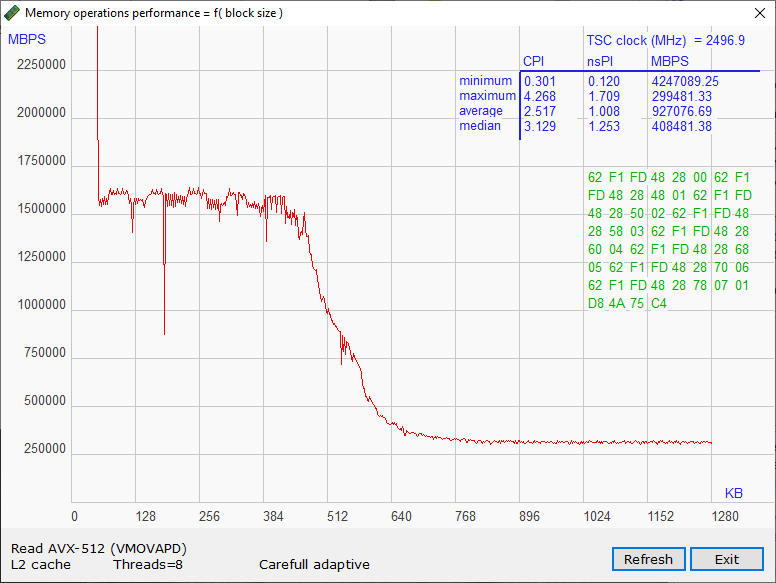 Memory operations performance = f( block size )
MBPS
TSC clock (MHz) = 2496.9
CPI nsPI MBPS
minimum 0.301 0.120 4247089.25
maximum 4.268 1.709 299481.33
average 2.517 1.008 927076.69
median 3.129 1.253 408481.38
62 F1 FD 48 28 00 62 F1
FD 48 28 48 01 62 F1 FD
48 28 50 02 62 F1 FD 48
28 58 03 62 F1 FD 48 28
60 04 62 F1 FD 48 28 68
05 62 F1 FD 48 28 70 06
62 F1 FD 48 28 78 07 01
D8 4A 75 C4
2250000
2000000
1750000
1500000
1250000
1000000
750000
500000
250000
KB
0 128 256 384 512 640 768 896 1024 1152 1280
Read AVX-512 (VMOVAPD)
L2 cache Threads=8 Carefull adaptive
Refresh Exit